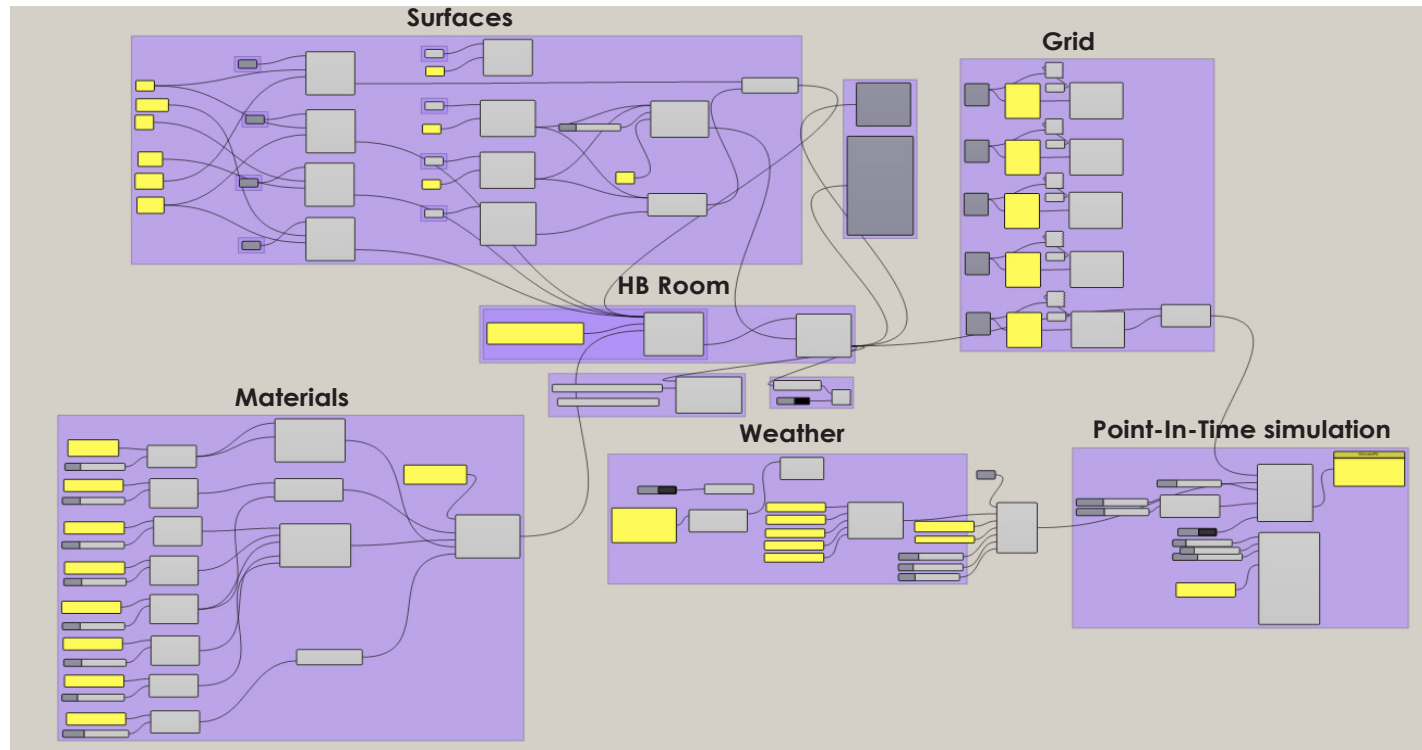 Surfaces
Grid
HB Room
Materials
Weather
Point-In-Time simulation